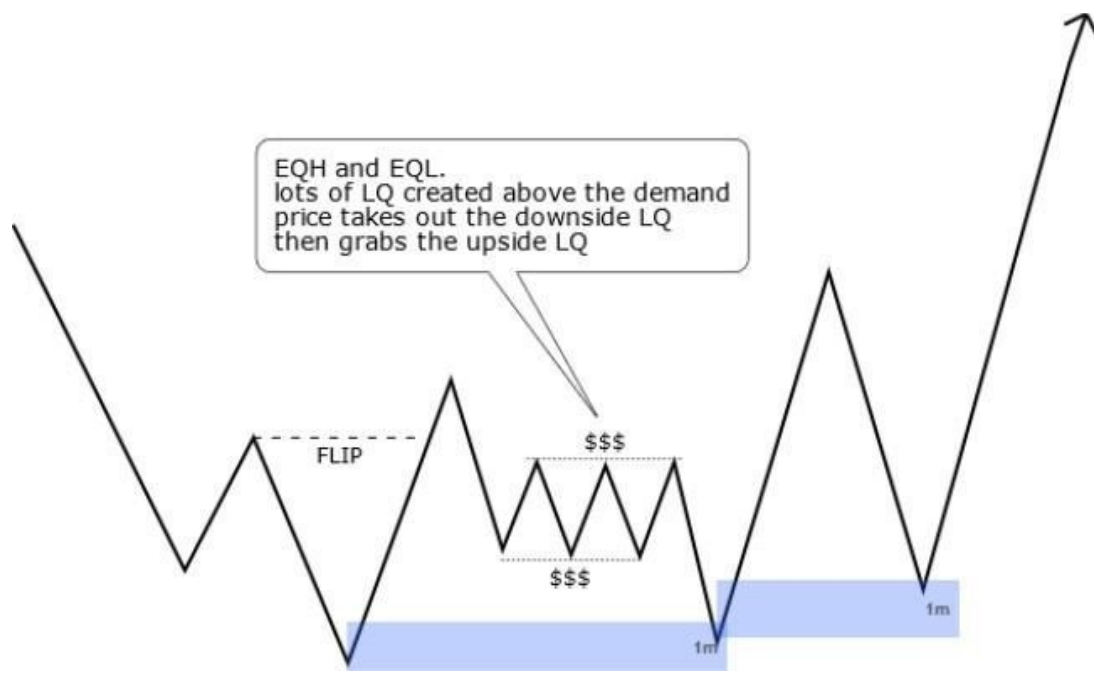 EQH and EQL.
lots of LQ created above the demand
price takes out the downside LQ
then grabs the upside LQ
FLIP
$$$
$$$
1m
1m